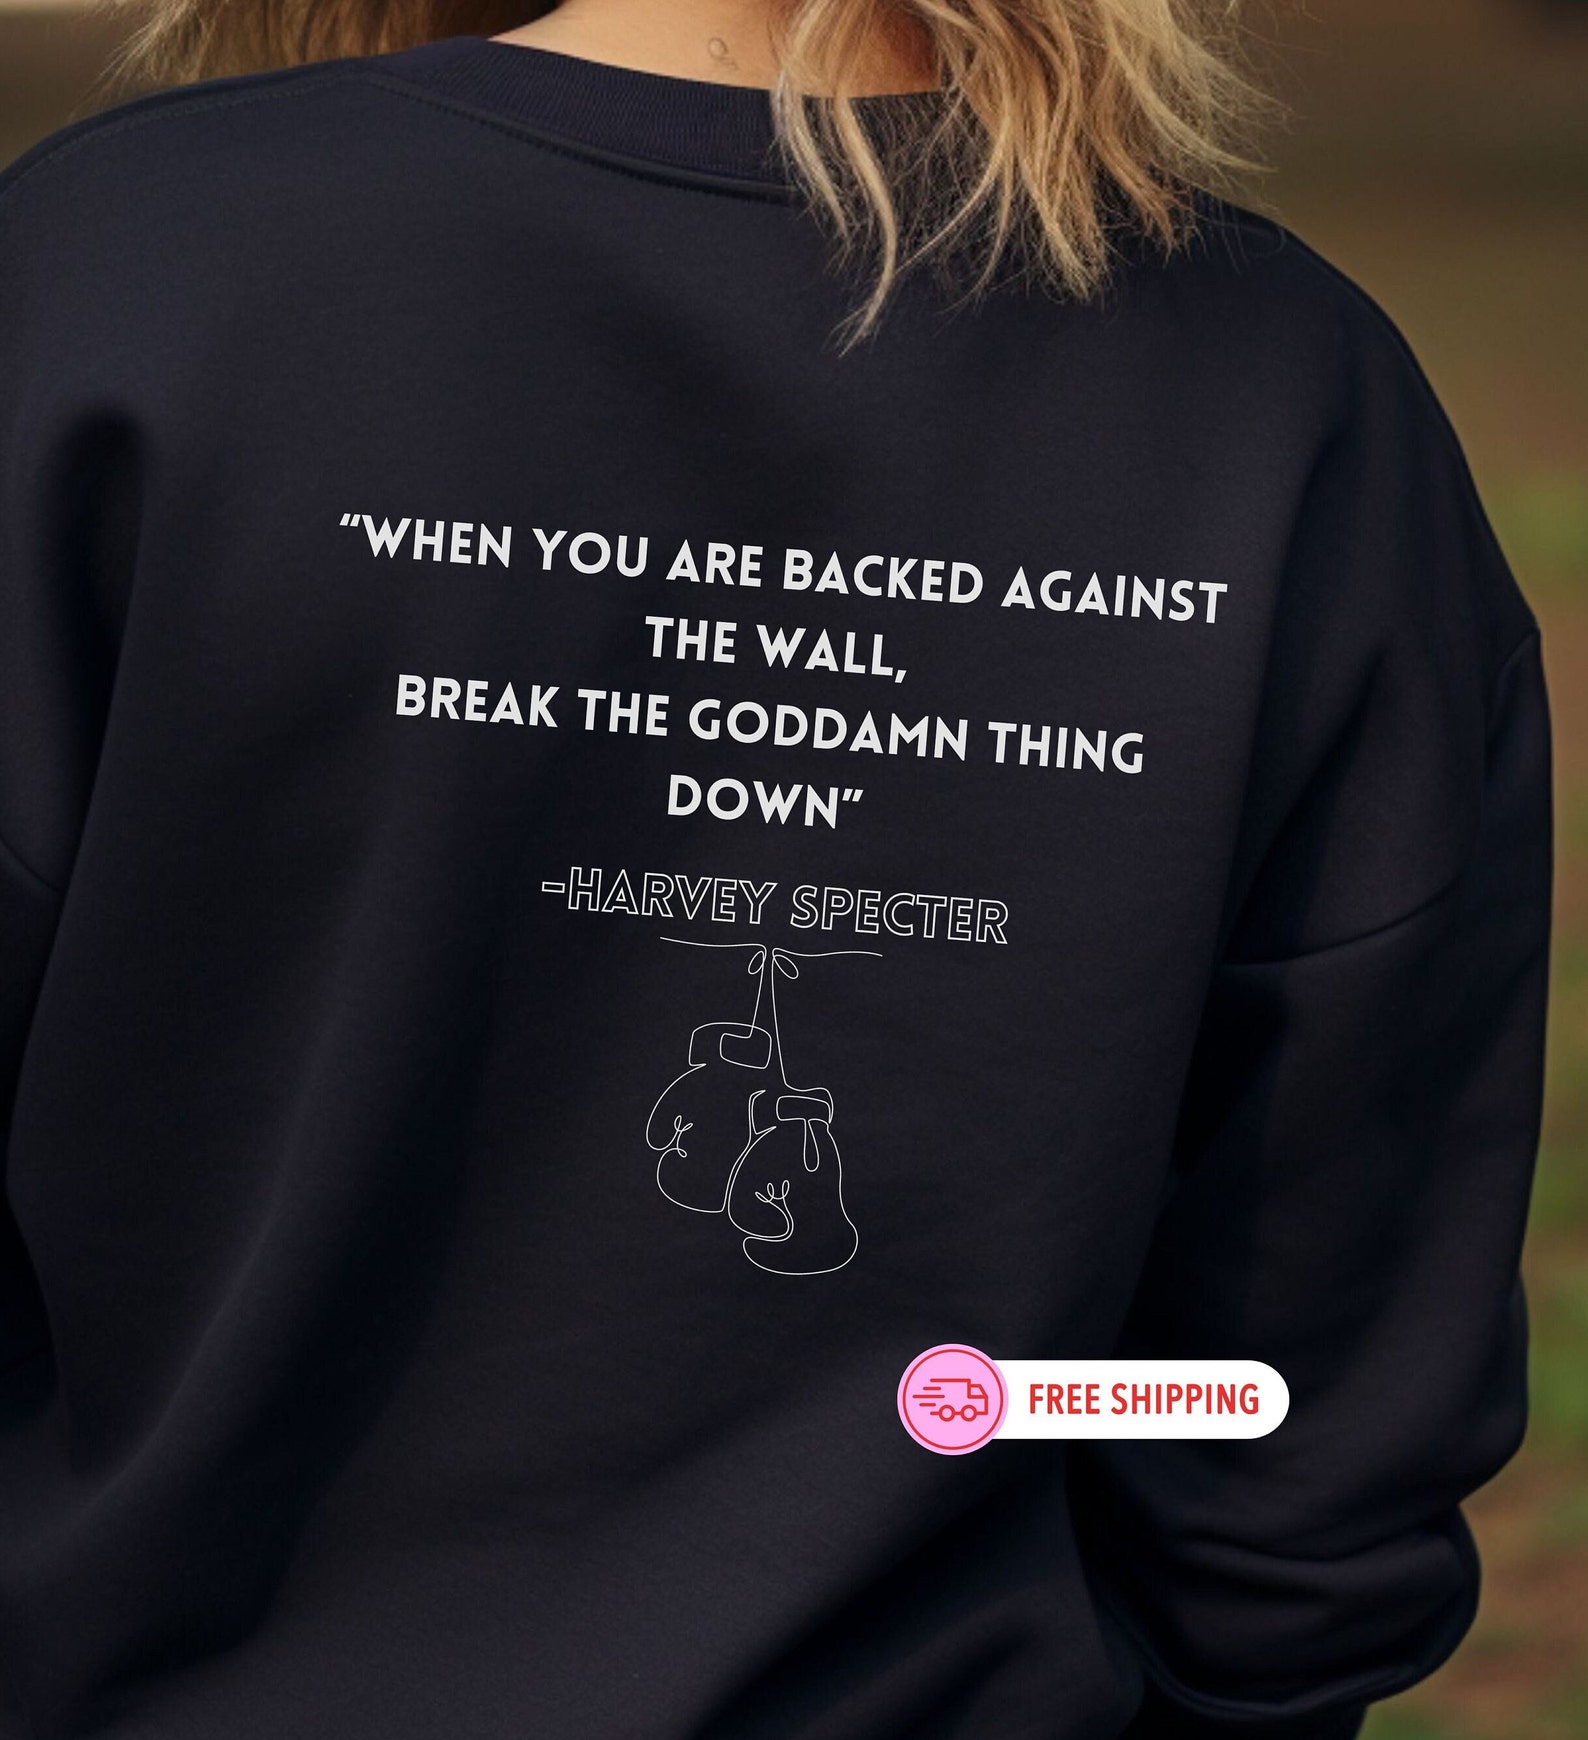 “WHEN YOU ARE BACKED AGAINST
THE WALL,
BREAK THE GODDAMN THING
DOWN”
-HARVEY SPECTER
FREE SHIPPING